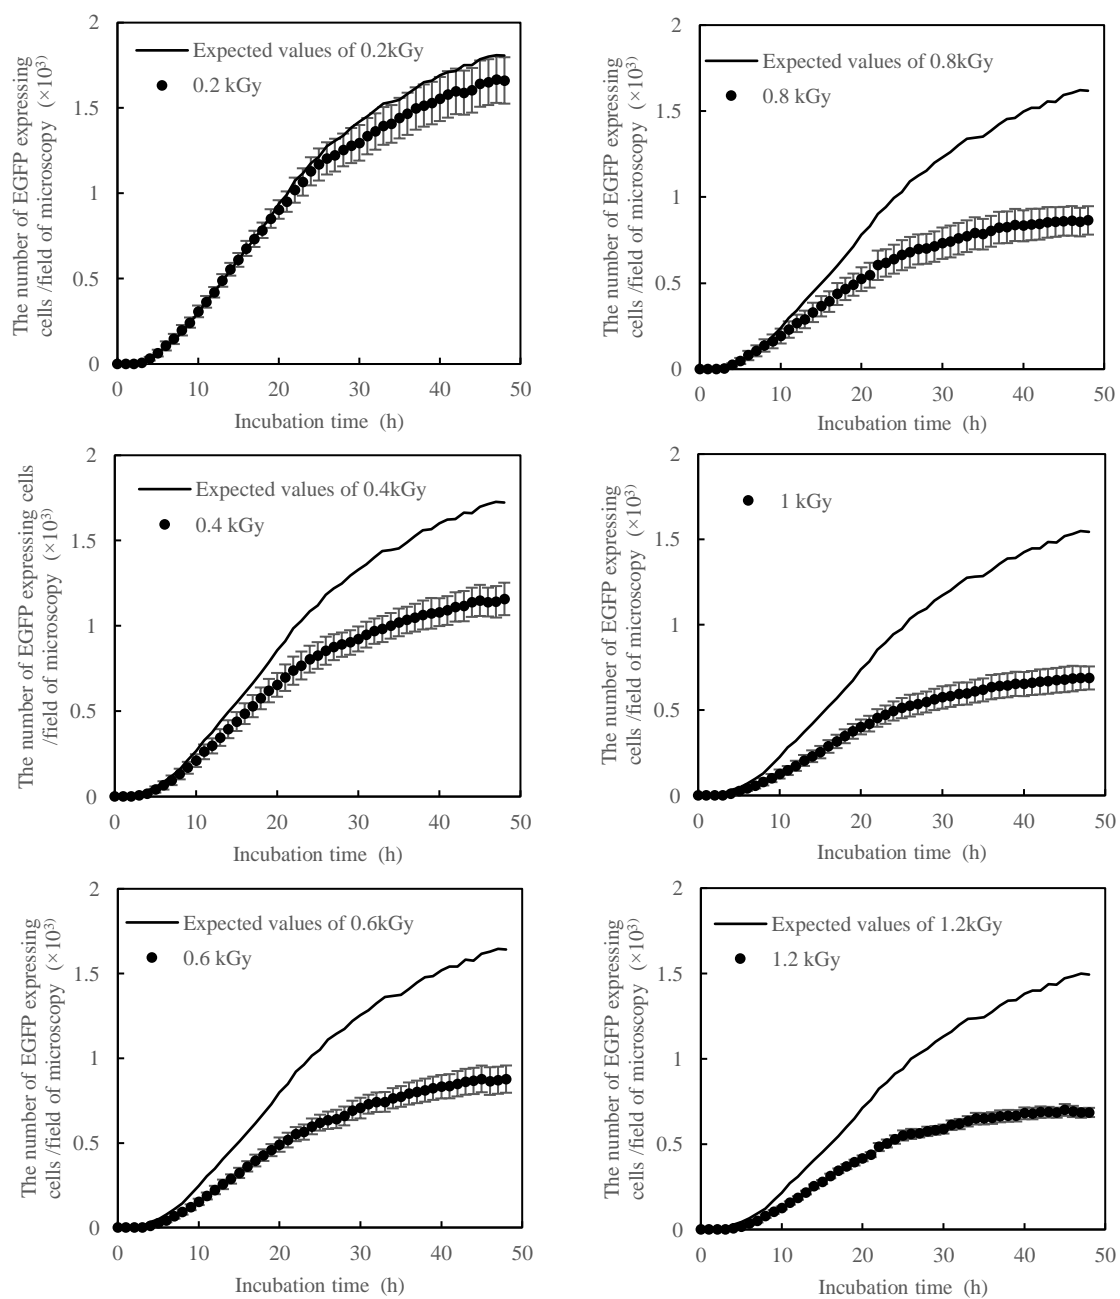 The number of EGFP expressing
cells /field of microscopy (×10³)
2
1.5
1
0.5
0
Expected values of 0.2kGy
0.2 kGy
0 10 20 30 40 50
Incubation time (h)
The number of EGFP expressing
cells /field of microscopy (×10³)
2
1.5
1
0.5
0
Expected values of 0.8kGy
0.8 kGy
0 10 20 30 40 50
Incubation time (h)
The number of EGFP expressing cells
/field of microscopy (×10³)
2
1.5
1
0.5
0
Expected values of 0.4kGy
0.4 kGy
0 10 20 30 40 50
Incubation time (h)
The number of EGFP expressing
cells /field of microscopy (×10³)
2
1.5
1
0.5
0
1 kGy
0 10 20 30 40 50
Incubation time (h)
The number of EGFP expressing
cells /field of microscopy (×10³)
2
1.5
1
0.5
0
Expected values of 0.6kGy
0.6 kGy
0 10 20 30 40 50
Incubation time (h)
The number of EGFP expressing
cells /field of microscopy (×10³)
2
1.5
1
0.5
0
Expected values of 1.2kGy
1.2 kGy
0 10 20 30 40 50
Incubation time (h)